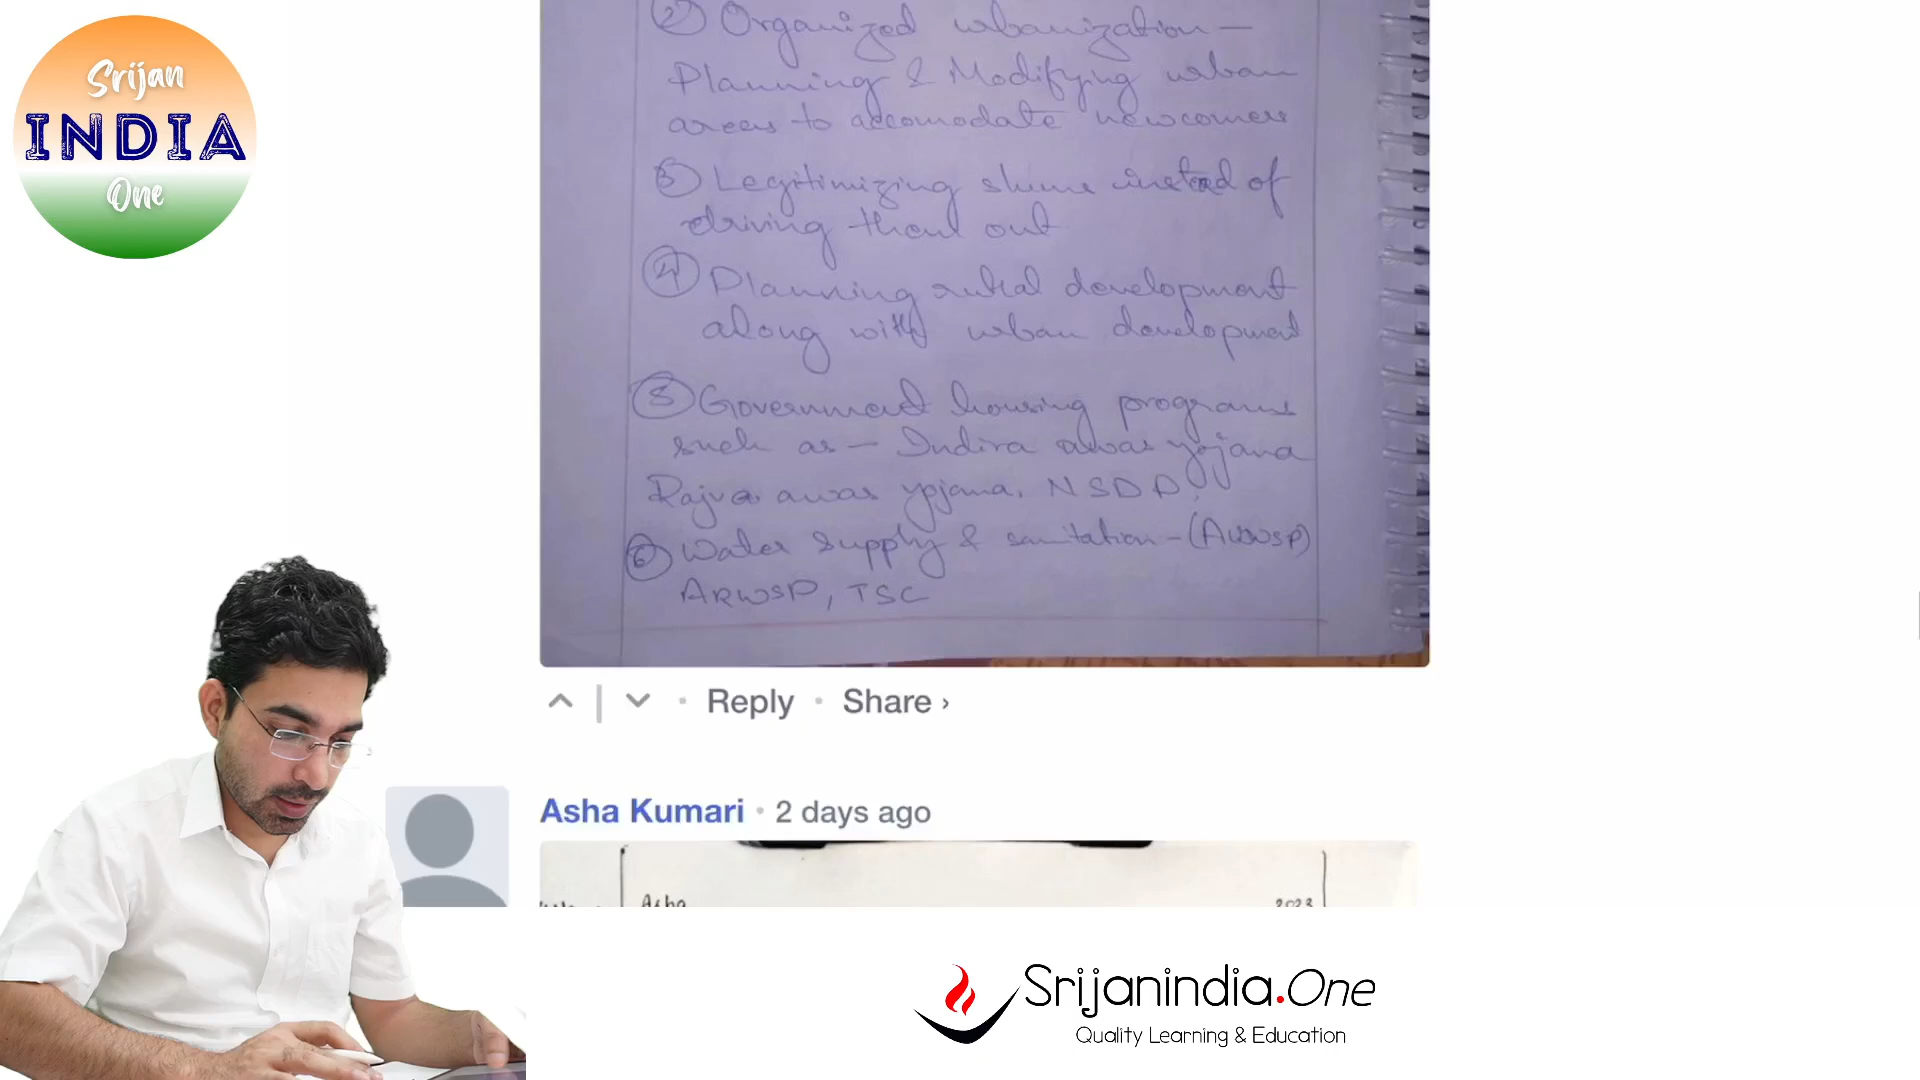 Srijan
INDIA
One
② Organized urbanization —
Planning & Modifying urban
areas to accomodate newcomers
③ Legitimizing slums instead of
driving them out
④ Planning rural development
along with urban development
⑤ Government housing programs
such as — Indira awas yojana
Rajiva awas yojana, NSDP,
⑥ Water supply & sanitation - (AUWSP)
ARWSP, TSC
Reply • Share ›
Asha Kumari • 2 days ago
Asha 2023
Srijanindia.One
Quality Learning & Education